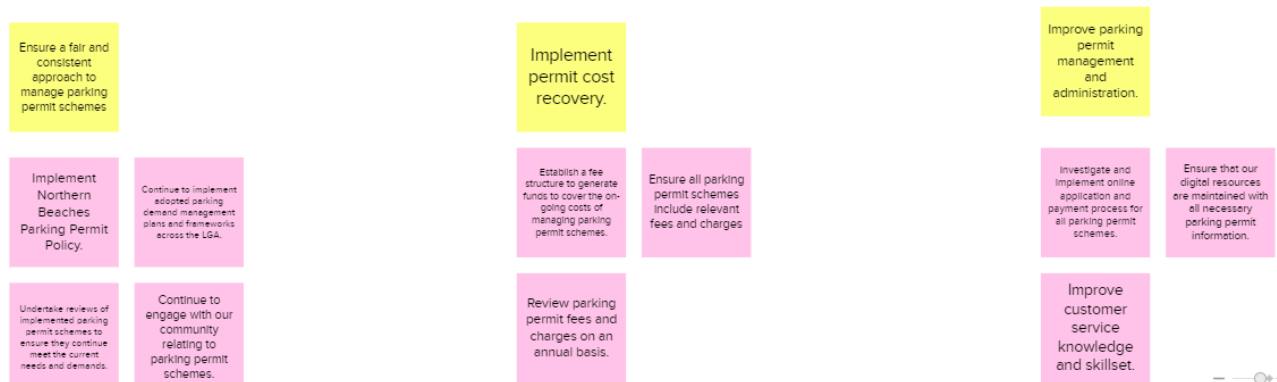 Ensure a fair and
consistent
approach to
manage parking
permit schemes
Implement
Northern
Beaches
Parking Permit
Policy.
Continue to implement
adopted parking
demand management
plans and frameworks
across the LGA.
Undertake reviews of
implemented parking
permit schemes to
ensure they continue
meet the current
needs and demands.
Continue to
engage with our
community
relating to
parking permit
schemes.
Implement
permit cost
recovery.
Establish a fee
structure to generate
funds to cover the on-
going costs of
managing parking
permit schemes.
Ensure all parking
permit schemes
include relevant
fees and charges
Review parking
permit fees and
charges on an
annual basis.
Improve parking
permit
management
and
administration.
Investigate and
implement online
application and
payment process for
all parking permit
schemes.
Ensure that our
digital resources
are maintained with
all necessary
parking permit
information.
Improve
customer
service
knowledge
and skillset.